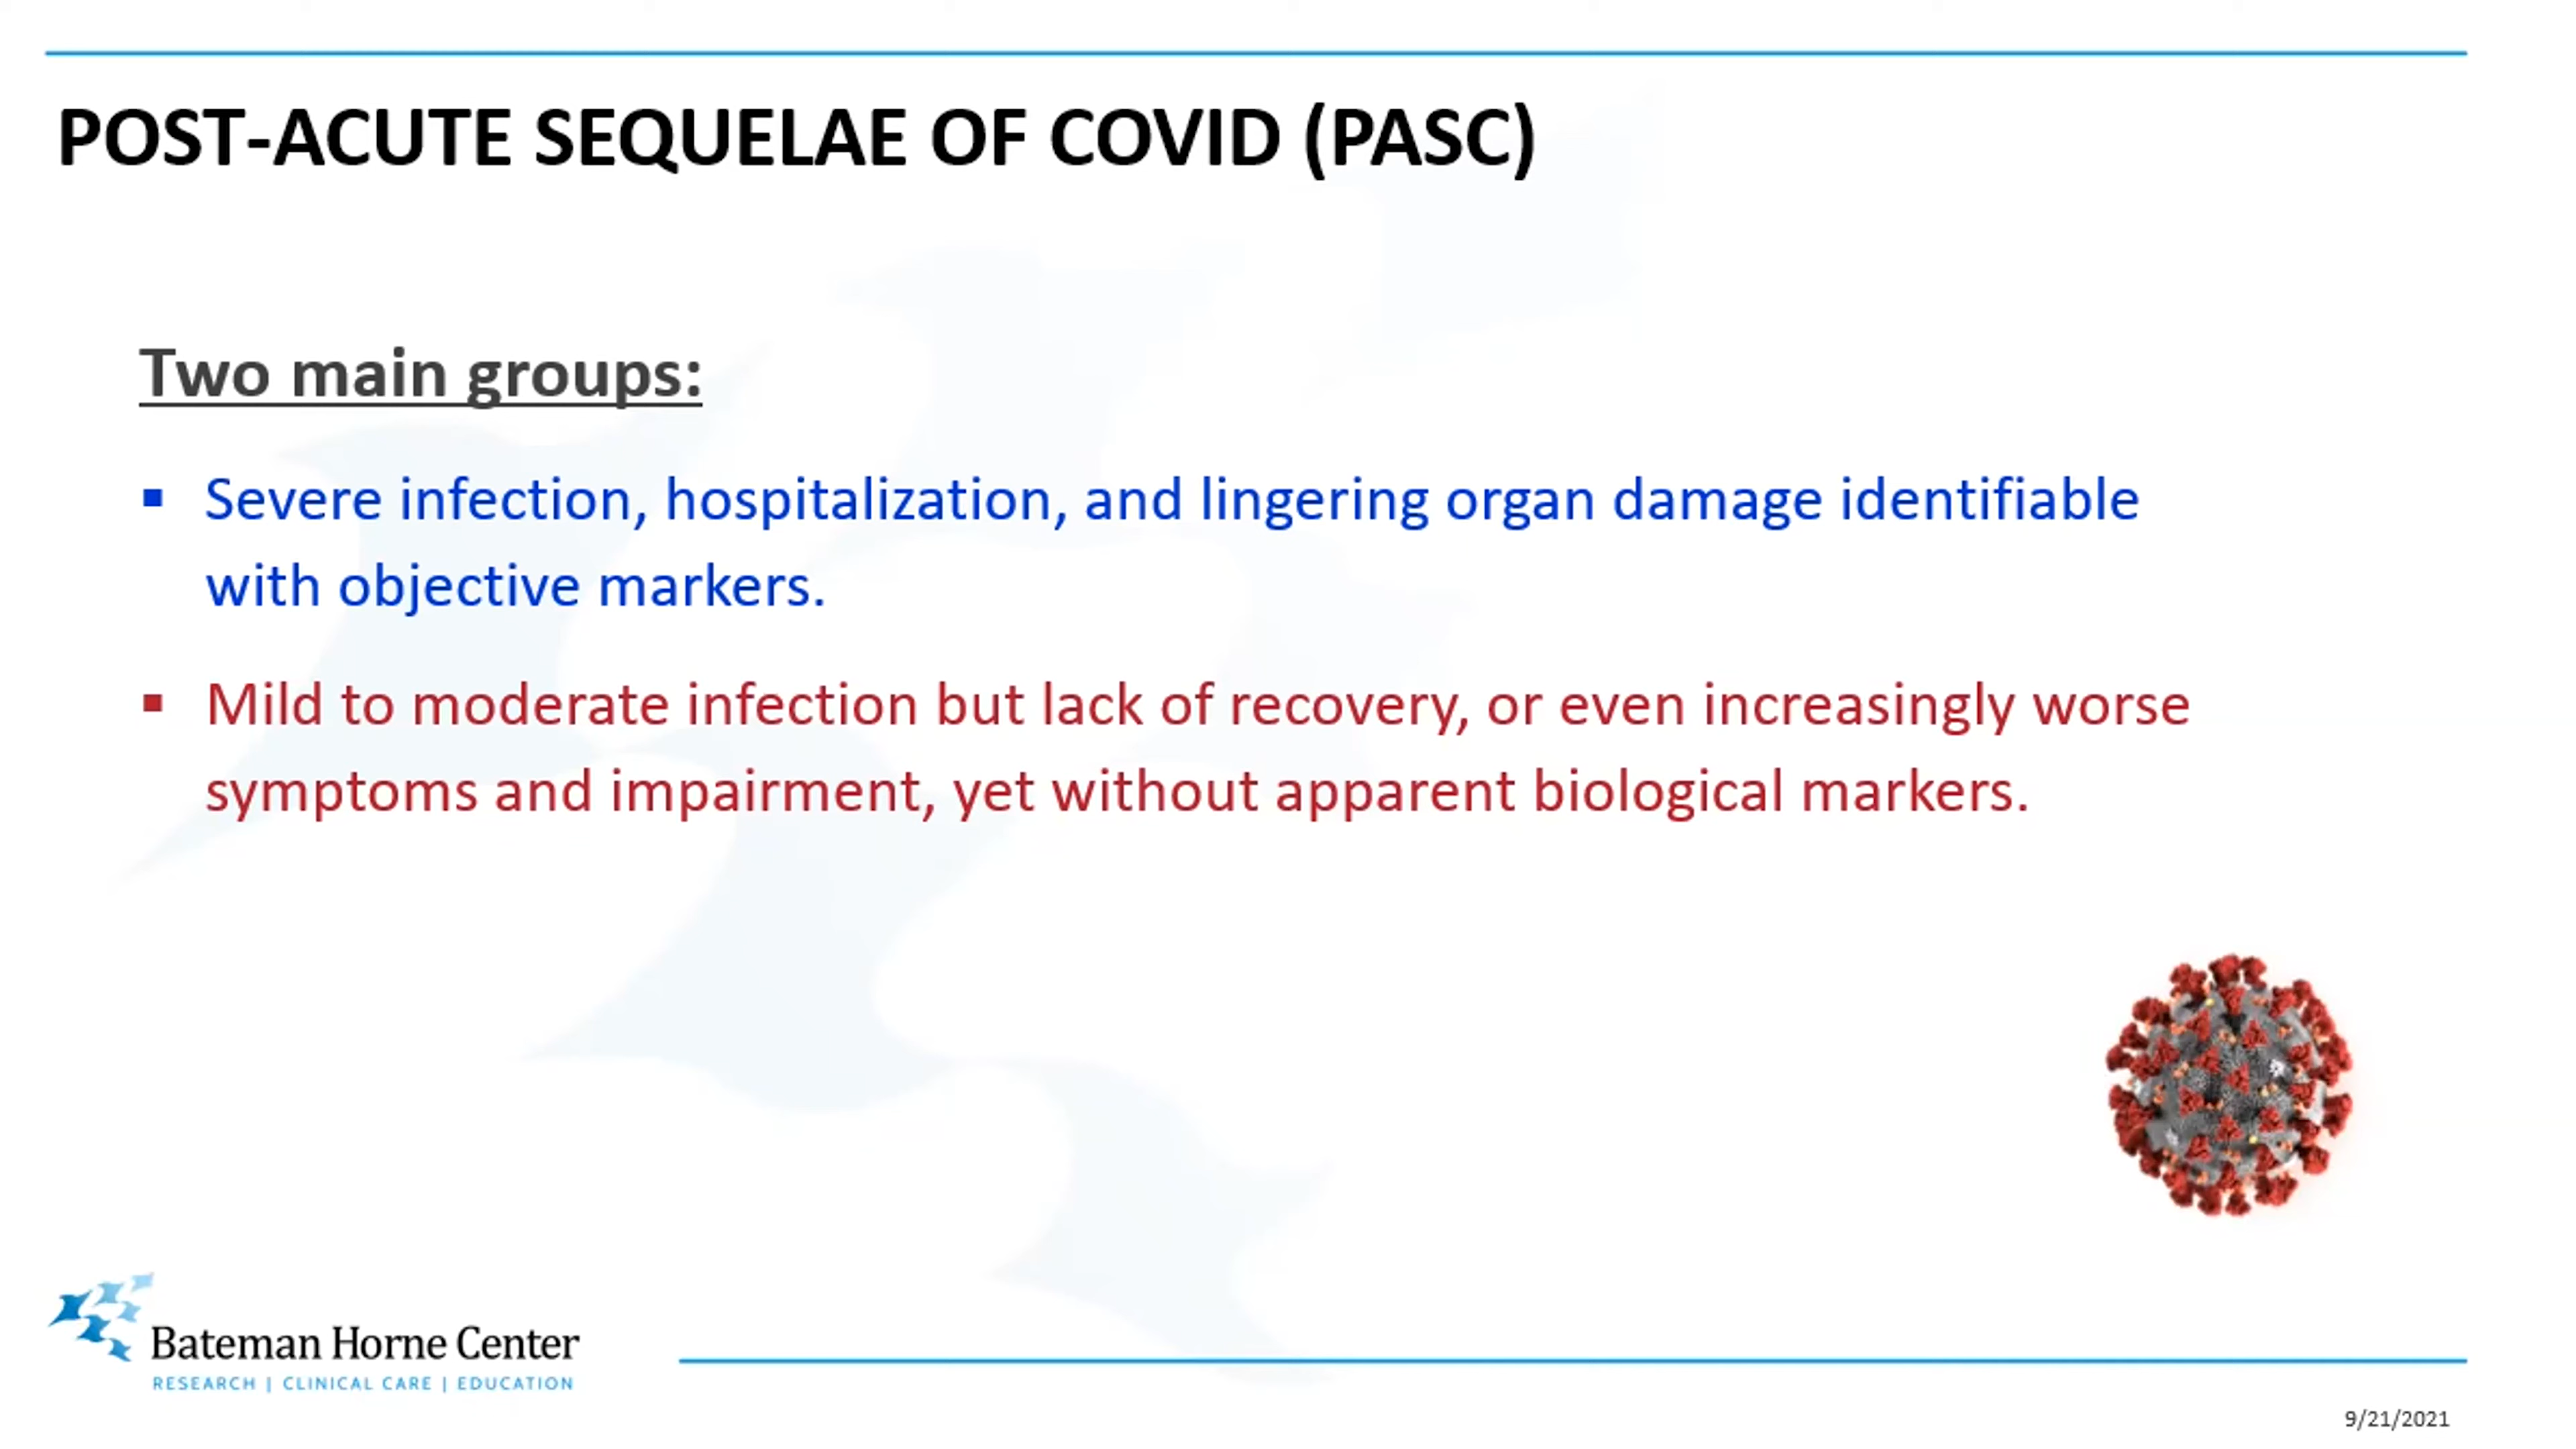 POST-ACUTE SEQUELAE OF COVID (PASC)
Two main groups:
▪ Severe infection, hospitalization, and lingering organ damage identifiable
with objective markers.
▪ Mild to moderate infection but lack of recovery, or even increasingly worse
symptoms and impairment, yet without apparent biological markers.
Bateman Horne Center
RESEARCH | CLINICAL CARE | EDUCATION
9/21/2021